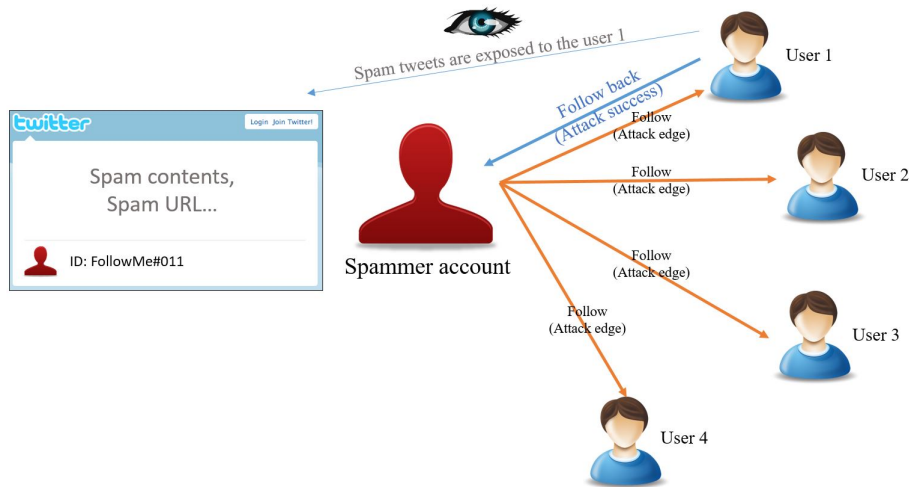 Spam tweets are exposed to the user 1
User 1
Follow back
(Attack success)
Follow
(Attack edge)
twitter
Login Join Twitter!
Spam contents,
Spam URL...
ID: FollowMe#011
Spammer account
Follow
(Attack edge)
User 2
Follow
(Attack edge)
User 3
Follow
(Attack edge)
User 4